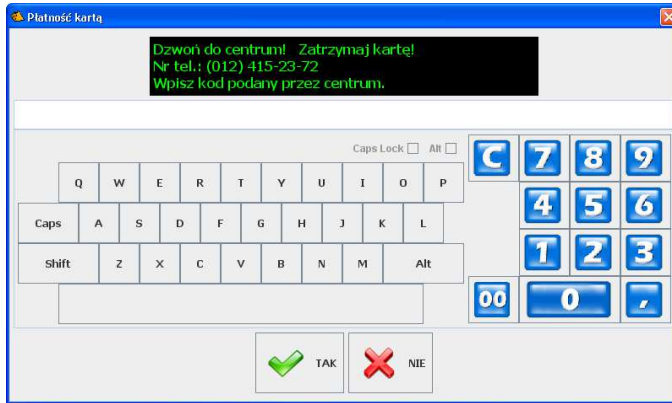 Płatność kartą
Dzwoń do centrum! Zatrzymaj kartę!
Nr tel.: (012) 415-23-72
Wpisz kod podany przez centrum.
Caps Lock Alt
C 7 8 9
Q W E R T Y U I O P
4 5 6
Caps A S D F G H J K L
1 2 3
Shift Z X C V B N M Alt
00 0 ,
TAK NIE